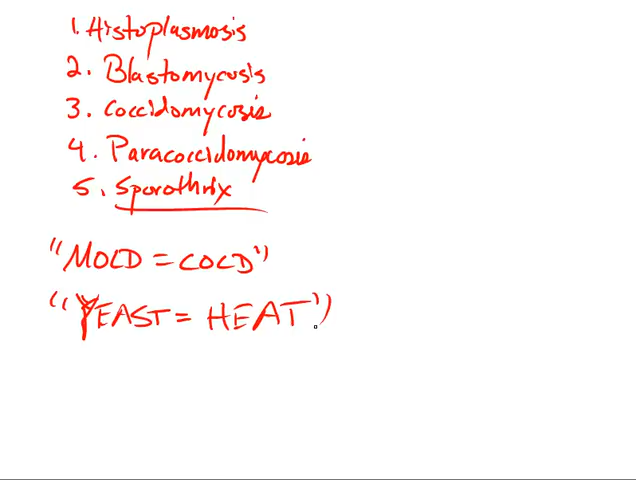 1. Histoplasmosis
2. Blastomycosis
3. Coccidomycosis
4. Paracoccidomycosis
5. Sporothrix
"MOLD = COLD"
"YEAST = HEAT"